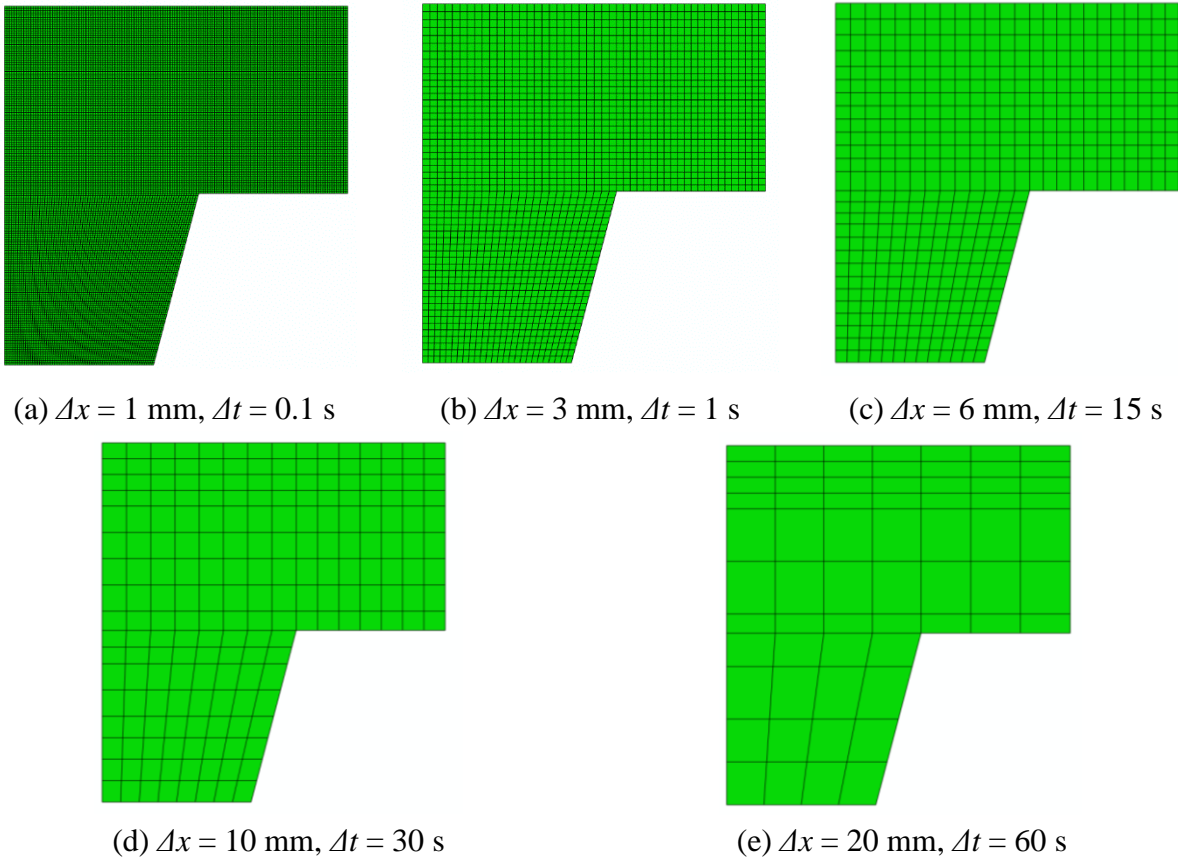 (a) Δx = 1 mm, Δt = 0.1 s
(b) Δx = 3 mm, Δt = 1 s
(c) Δx = 6 mm, Δt = 15 s
(d) Δx = 10 mm, Δt = 30 s
(e) Δx = 20 mm, Δt = 60 s